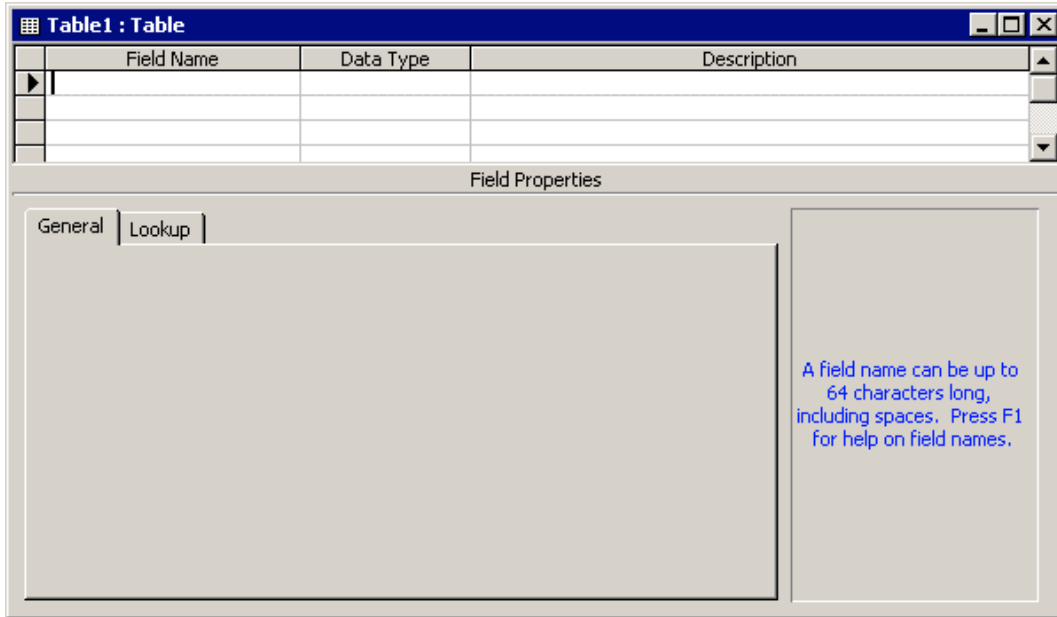 Table1 : Table
Field Name Data Type Description
Field Properties
General Lookup
A field name can be up to
64 characters long,
including spaces. Press F1
for help on field names.